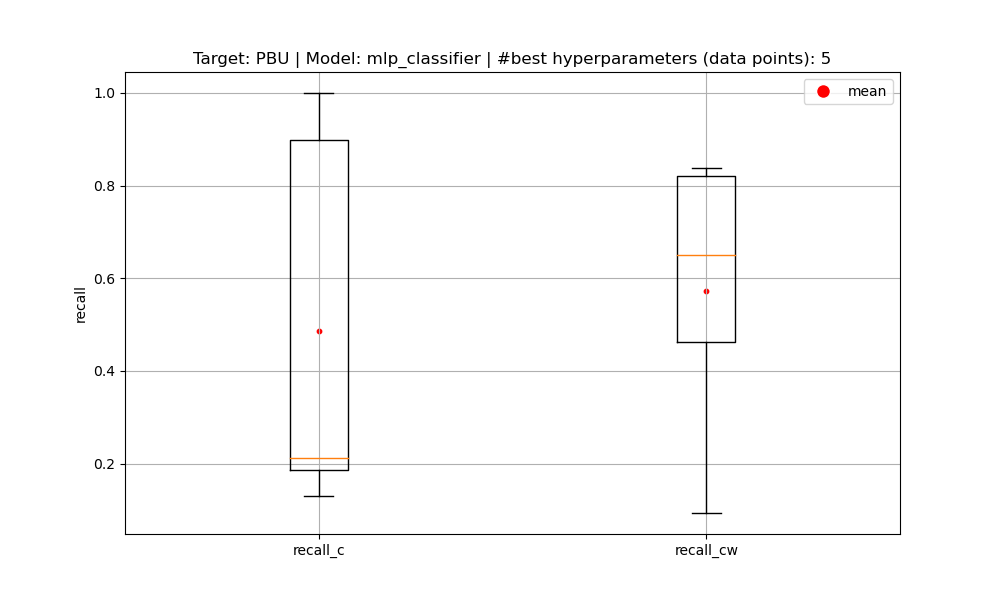 Target: PBU | Model: mlp_classifier | #best hyperparameters (data points): 5
mean
1.0
0.8
0.6
0.4
0.2
recall
recall_c
recall_cw